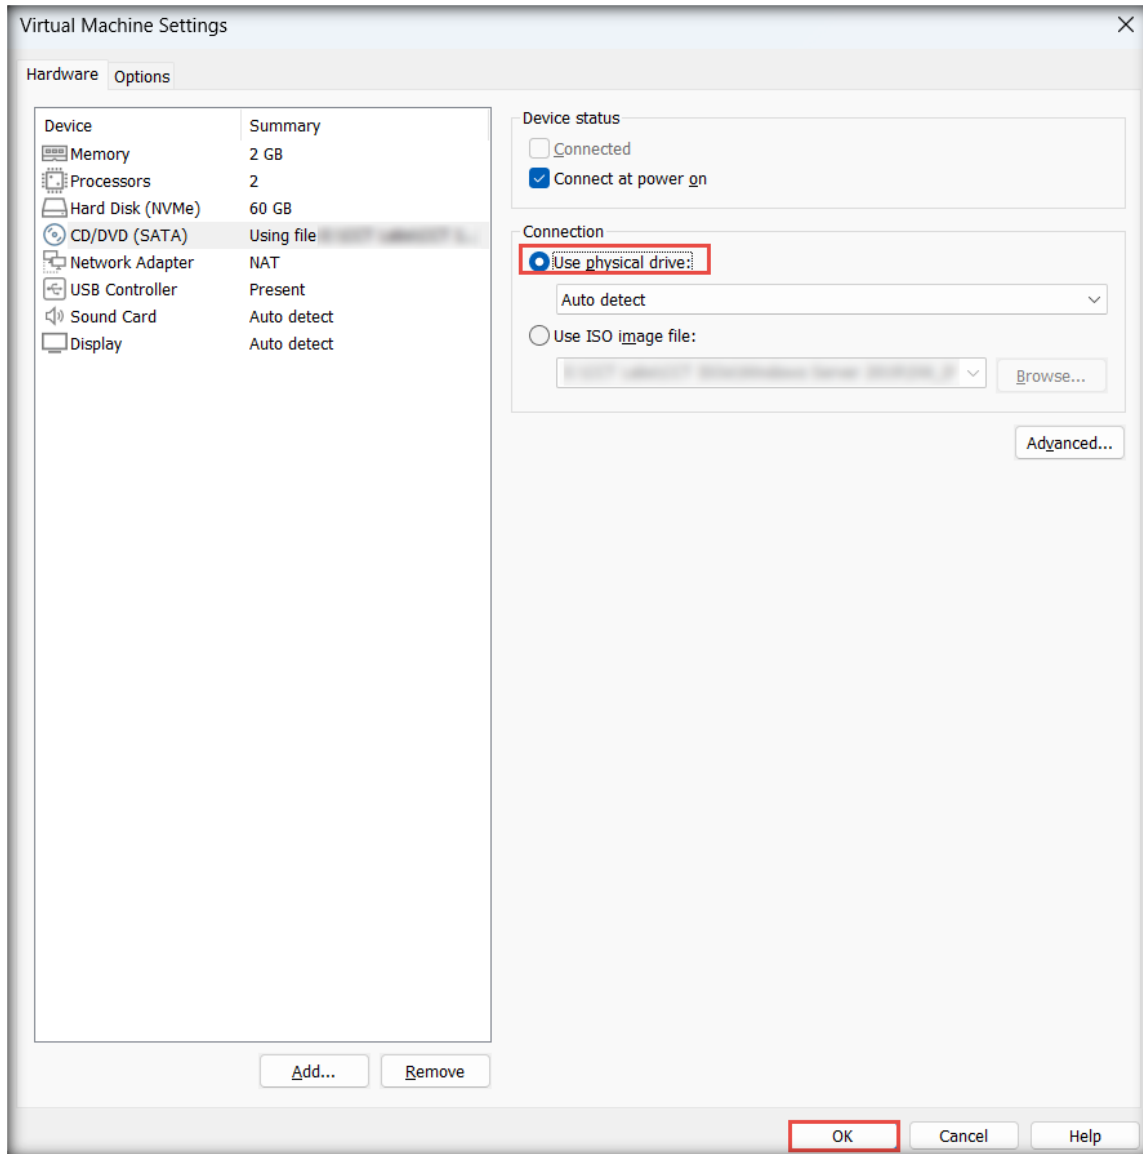 Virtual Machine Settings
Hardware Options
Device Summary
Memory 2 GB
Processors 2
Hard Disk (NVMe) 60 GB
CD/DVD (SATA) Using file
Network Adapter NAT
USB Controller Present
Sound Card Auto detect
Display Auto detect
Add... Remove
Device status
Connected
Connect at power on
Connection
Use physical drive:
Auto detect
Use ISO image file:
Browse...
Advanced...
OK Cancel Help